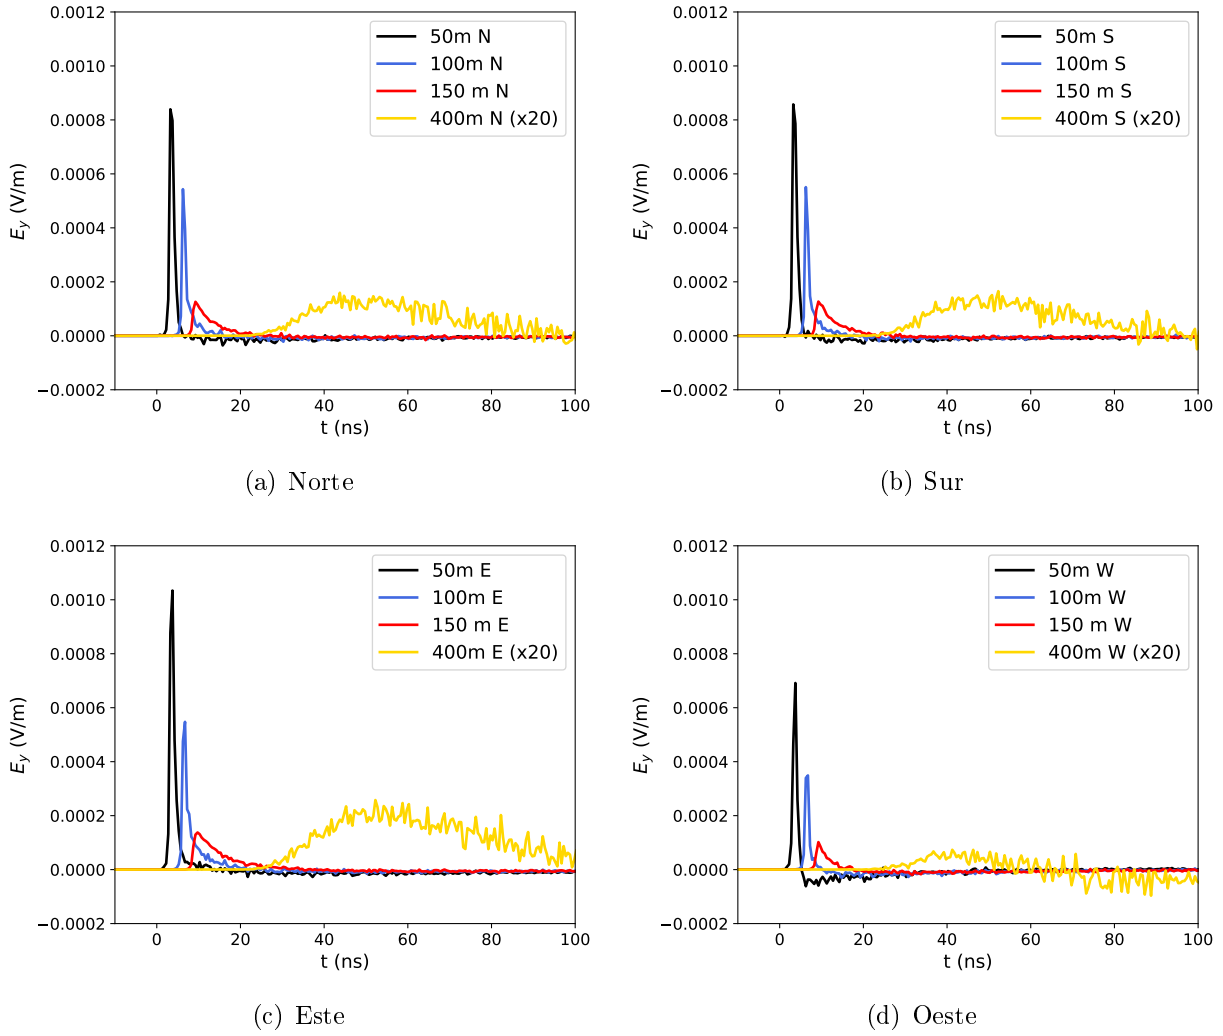 0.0012
0.0010
0.0008
0.0006
0.0004
0.0002
0.0000
−0.0002
E_y (V/m)
0 20 40 60 80 100
t (ns)
50m N
100m N
150 m N
400m N (x20)
(a) Norte
0.0012
0.0010
0.0008
0.0006
0.0004
0.0002
0.0000
−0.0002
E_y (V/m)
0 20 40 60 80 100
t (ns)
50m S
100m S
150 m S
400m S (x20)
(b) Sur
0.0012
0.0010
0.0008
0.0006
0.0004
0.0002
0.0000
−0.0002
E_y (V/m)
0 20 40 60 80 100
t (ns)
50m E
100m E
150 m E
400m E (x20)
(c) Este
0.0012
0.0010
0.0008
0.0006
0.0004
0.0002
0.0000
−0.0002
E_y (V/m)
0 20 40 60 80 100
t (ns)
50m W
100m W
150 m W
400m W (x20)
(d) Oeste